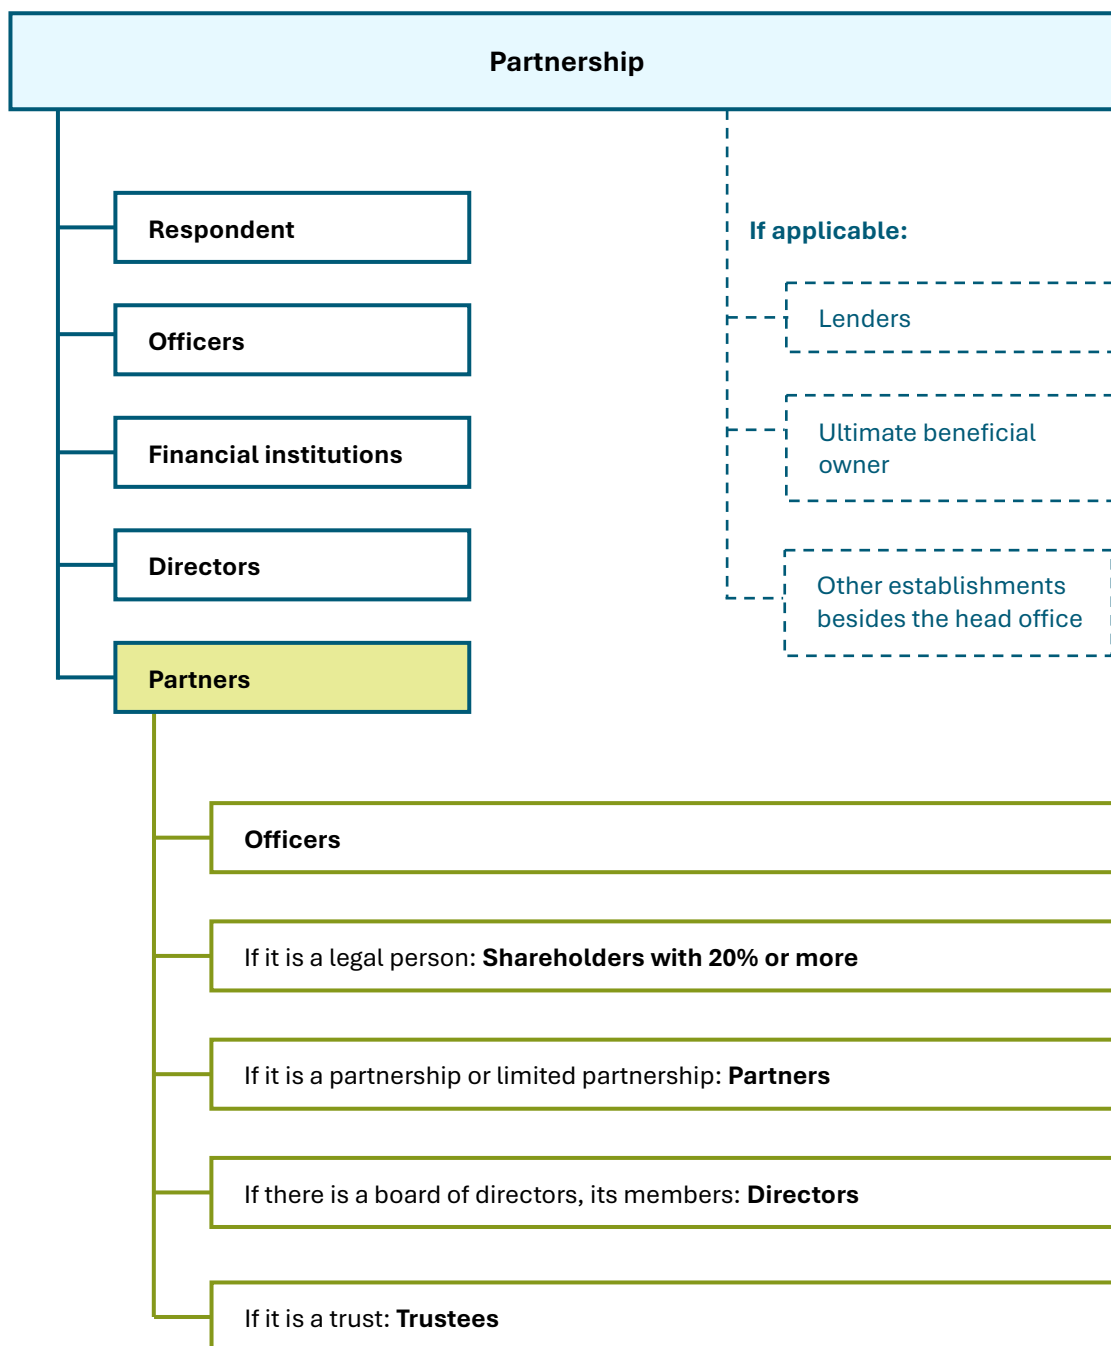 Partnership
Respondent
Officers
Financial institutions
Directors
Partners
If applicable:
Lenders
Ultimate beneficial
owner
Other establishments
besides the head office
Officers
If it is a legal person: Shareholders with 20% or more
If it is a partnership or limited partnership: Partners
If there is a board of directors, its members: Directors
If it is a trust: Trustees